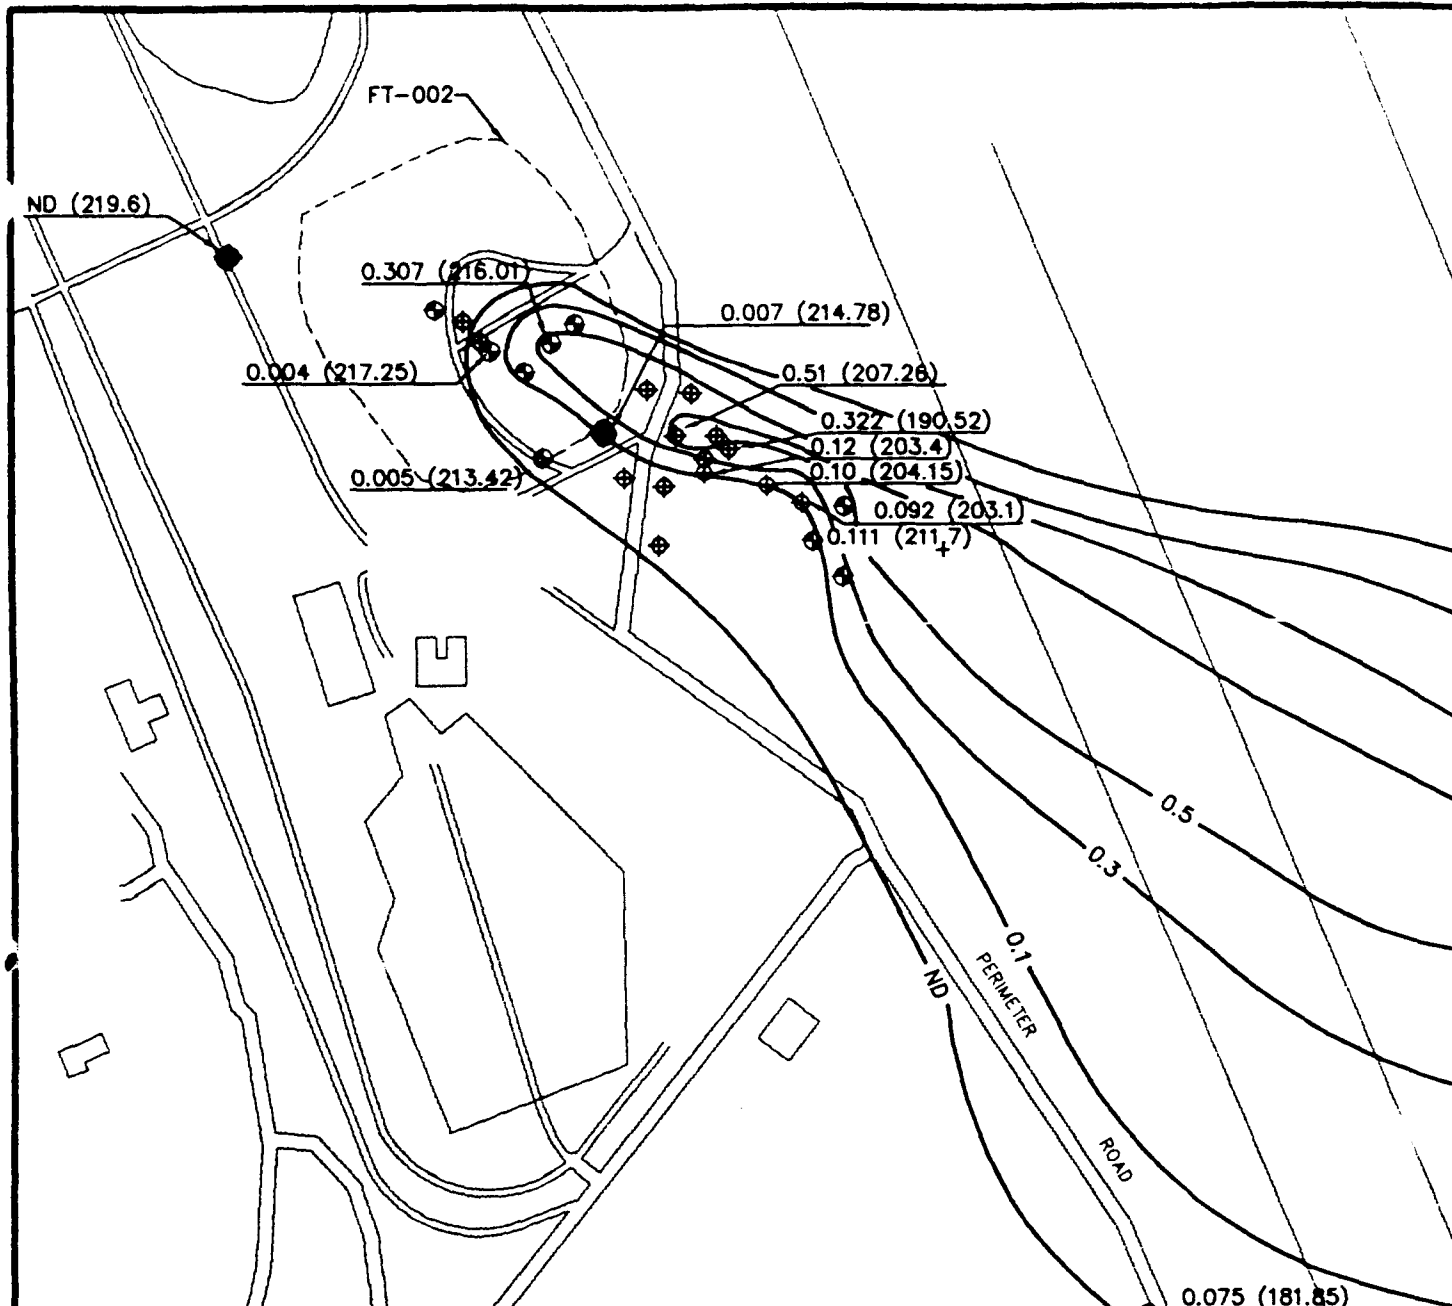 FT-002
ND (219.6)
0.307 (216.01)
0.007 (214.78)
0.004 (217.25)
0.51 (207.26)
0.322 (190.52)
0.12 (203.4)
0.005 (213.42)
0.10 (204.15)
0.092 (203.1)
0.111 (211.7)
0.5
0.3
0.1
ND
PERIMETER
ROAD
0.075 (181.85)